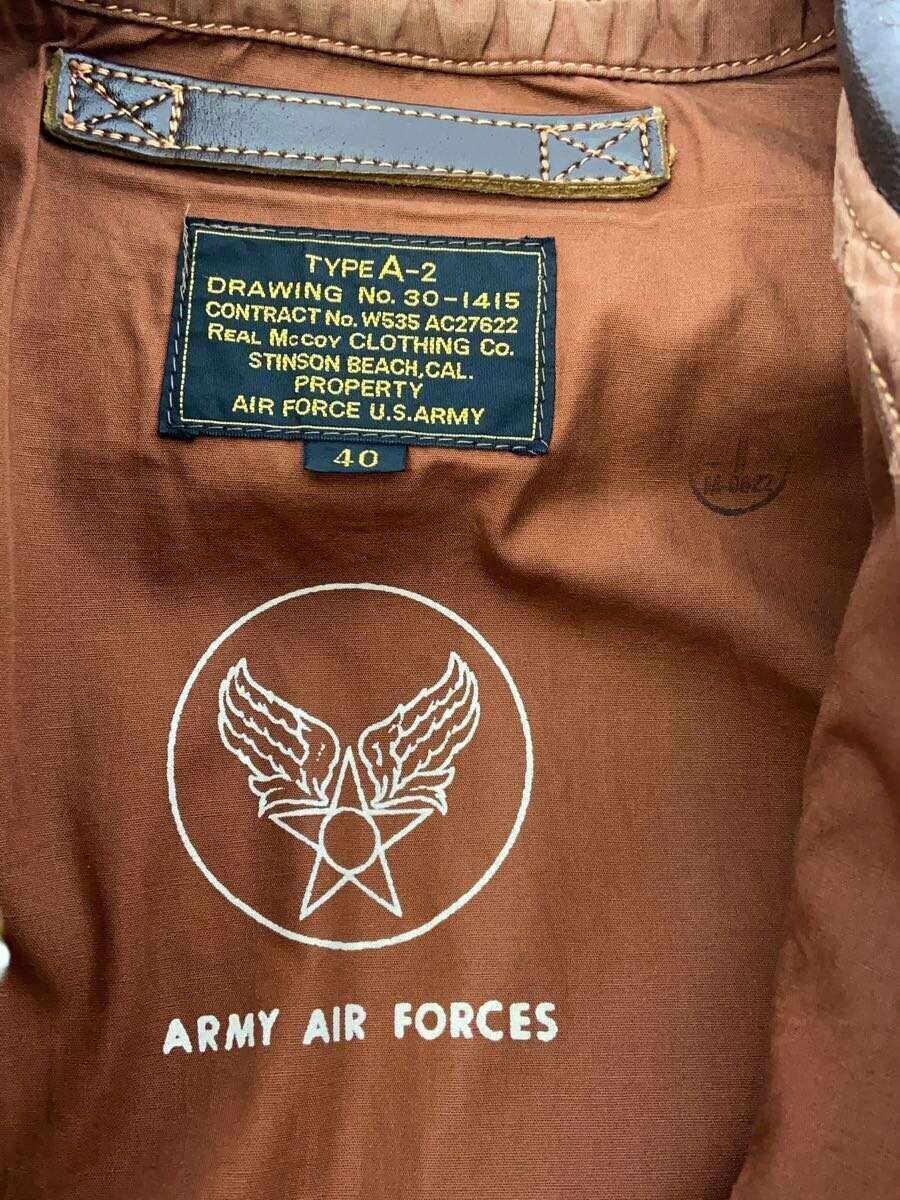 TYPE A-2
DRAWING No. 30-1415
CONTRACT No. W535 AC27622
REAL McCOY CLOTHING Co.
STINSON BEACH, CAL.
PROPERTY
AIR FORCE U.S. ARMY
40
ARMY AIR FORCES